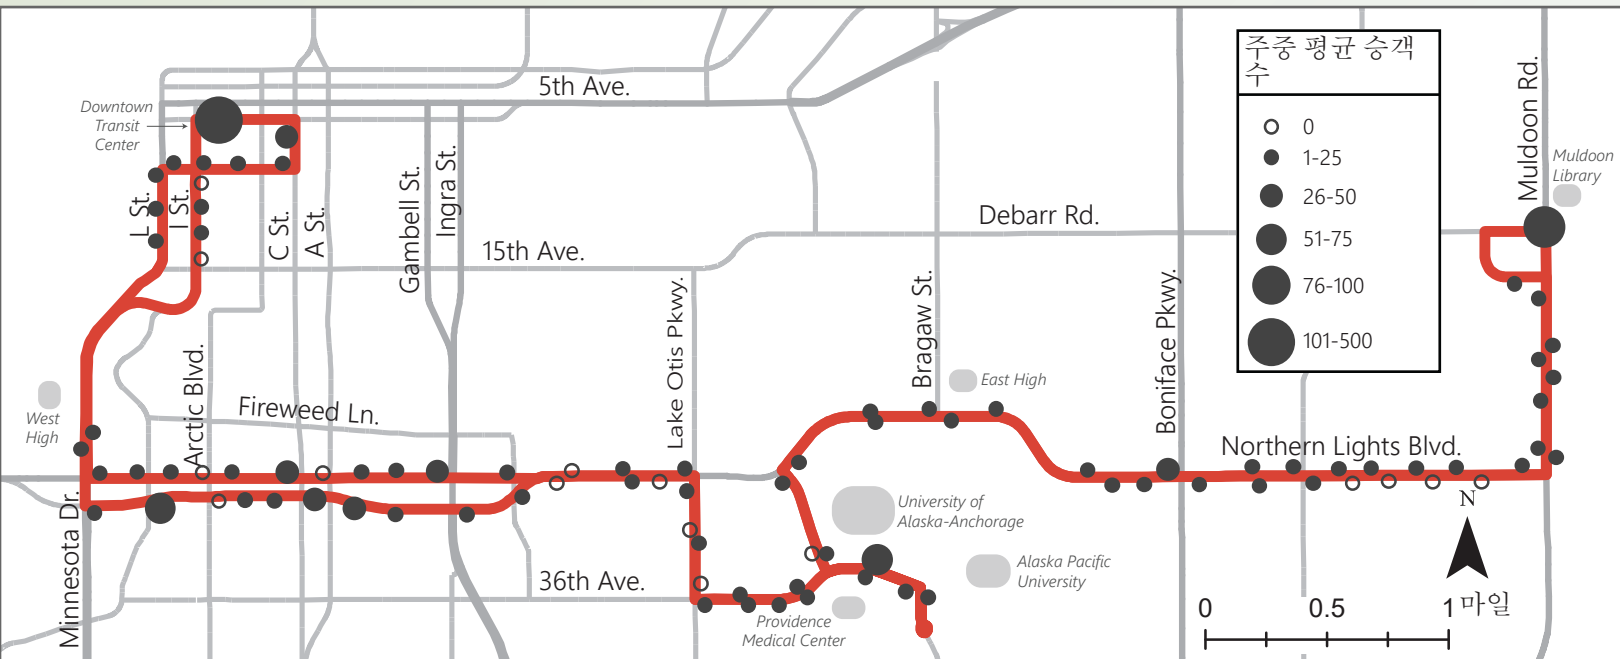 주중 평균 승객
수
0
1-25
26-50
51-75
76-100
101-500
5th Ave.
Downtown
Transit
Center
L St.
I St.
C St.
A St.
Gambell St.
Ingra St.
15th Ave.
Debarr Rd.
Muldoon Rd.
Muldoon
Library
Lake Otis Pkwy.
Bragaw St.
Boniface Pkwy.
East High
West
High
Arctic Blvd.
Fireweed Ln.
Northern Lights Blvd.
Minnesota Dr.
University of
Alaska-Anchorage
Alaska Pacific
University
36th Ave.
Providence
Medical Center
N
0
0.5
1 마일